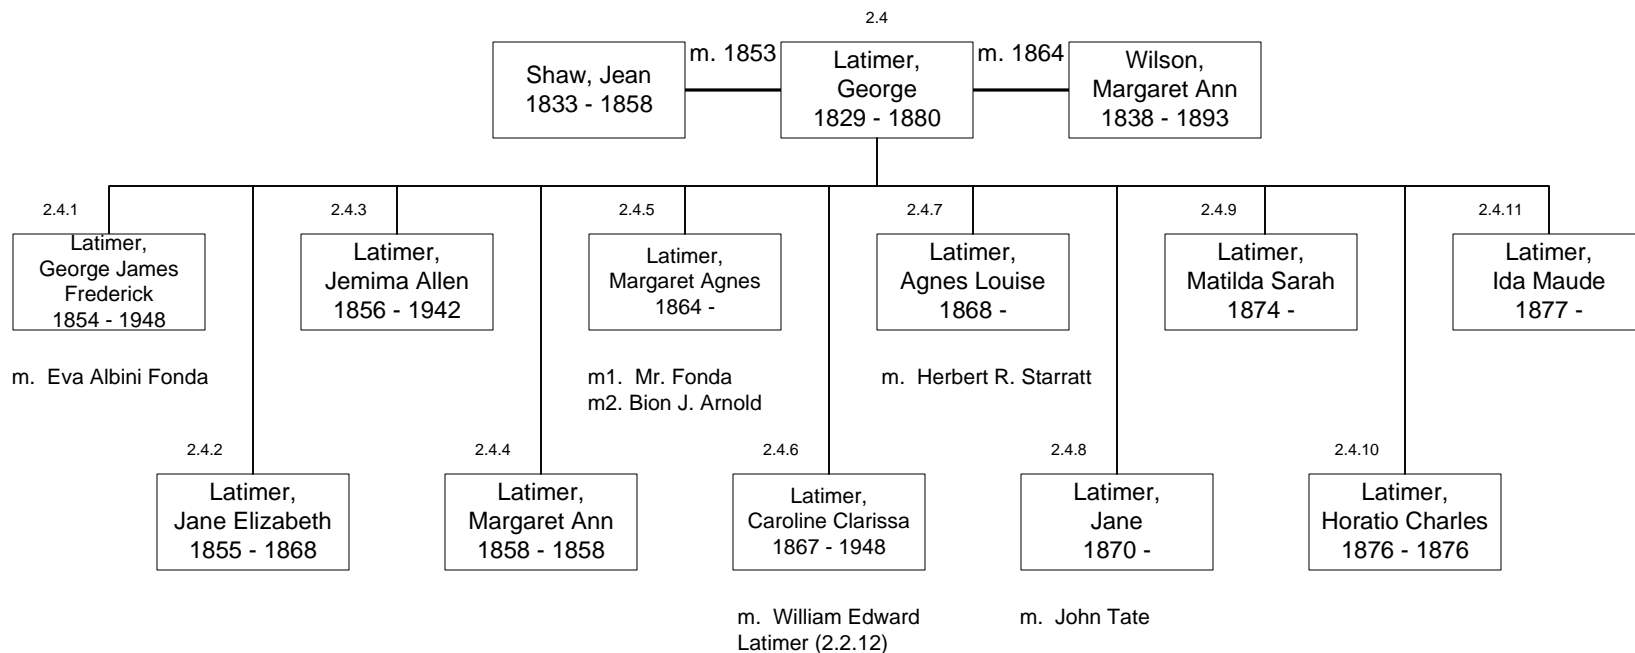 2.4
Shaw, Jean
1833 - 1858
m. 1853
Latimer,
George
1829 - 1880
m. 1864
Wilson,
Margaret Ann
1838 - 1893
2.4.1
Latimer,
George James
Frederick
1854 - 1948
m. Eva Albini Fonda
2.4.3
Latimer,
Jemima Allen
1856 - 1942
2.4.5
Latimer,
Margaret Agnes
1864 -
m1. Mr. Fonda
m2. Bion J. Arnold
2.4.7
Latimer,
Agnes Louise
1868 -
m. Herbert R. Starratt
2.4.9
Latimer,
Matilda Sarah
1874 -
2.4.11
Latimer,
Ida Maude
1877 -
2.4.2
Latimer,
Jane Elizabeth
1855 - 1868
2.4.4
Latimer,
Margaret Ann
1858 - 1858
2.4.6
Latimer,
Caroline Clarissa
1867 - 1948
m. William Edward
Latimer (2.2.12)
2.4.8
Latimer,
Jane
1870 -
m. John Tate
2.4.10
Latimer,
Horatio Charles
1876 - 1876